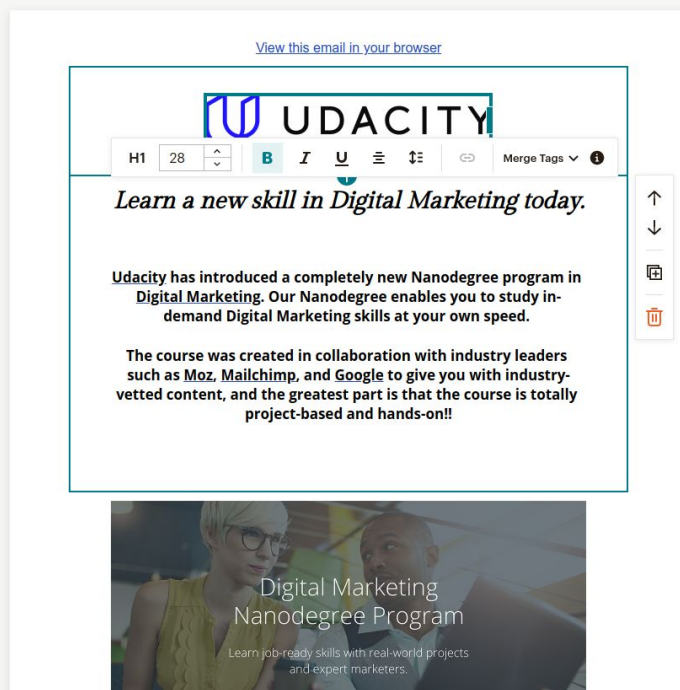 View this email in your browser
UDACITY
H1
28
B
I
U
Merge Tags
Learn a new skill in Digital Marketing today.
Udacity has introduced a completely new Nanodegree program in
Digital Marketing. Our Nanodegree enables you to study in-
demand Digital Marketing skills at your own speed.
The course was created in collaboration with industry leaders
such as Moz, Mailchimp, and Google to give you with industry-
vetted content, and the greatest part is that the course is totally
project-based and hands-on!!
Digital Marketing
Nanodegree Program
Learn job-ready skills with real-world projects
and expert marketers.